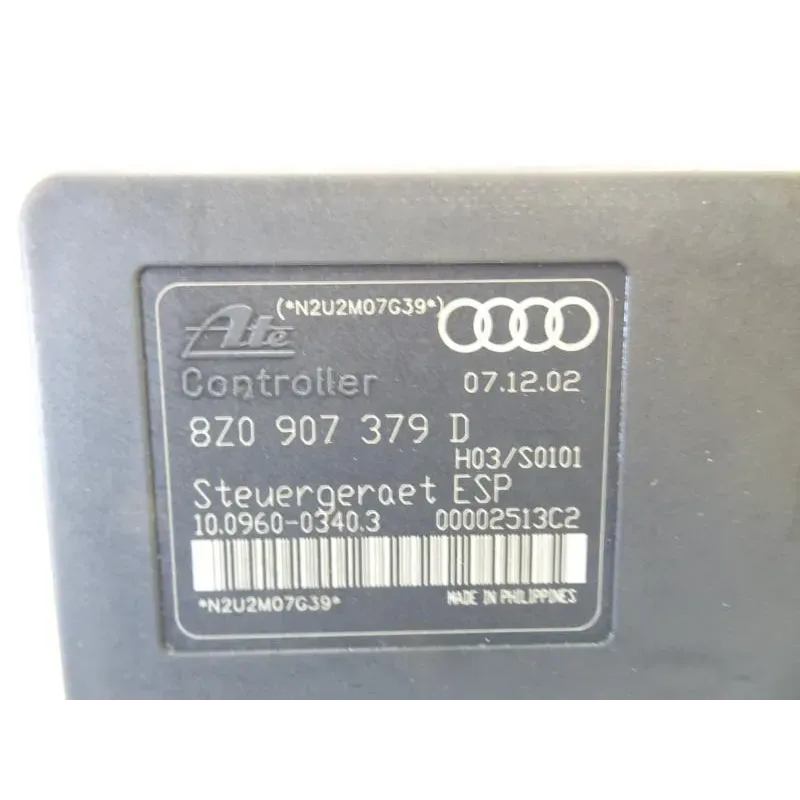 (*N2U2M07G39*)
Ate
Controller 07.12.02
8Z0 907 379 D
H03/S0101
Steuergeraet ESP
10.0960-0340.3 00002513C2
*N2U2M07G39* MADE IN PHILIPPINES